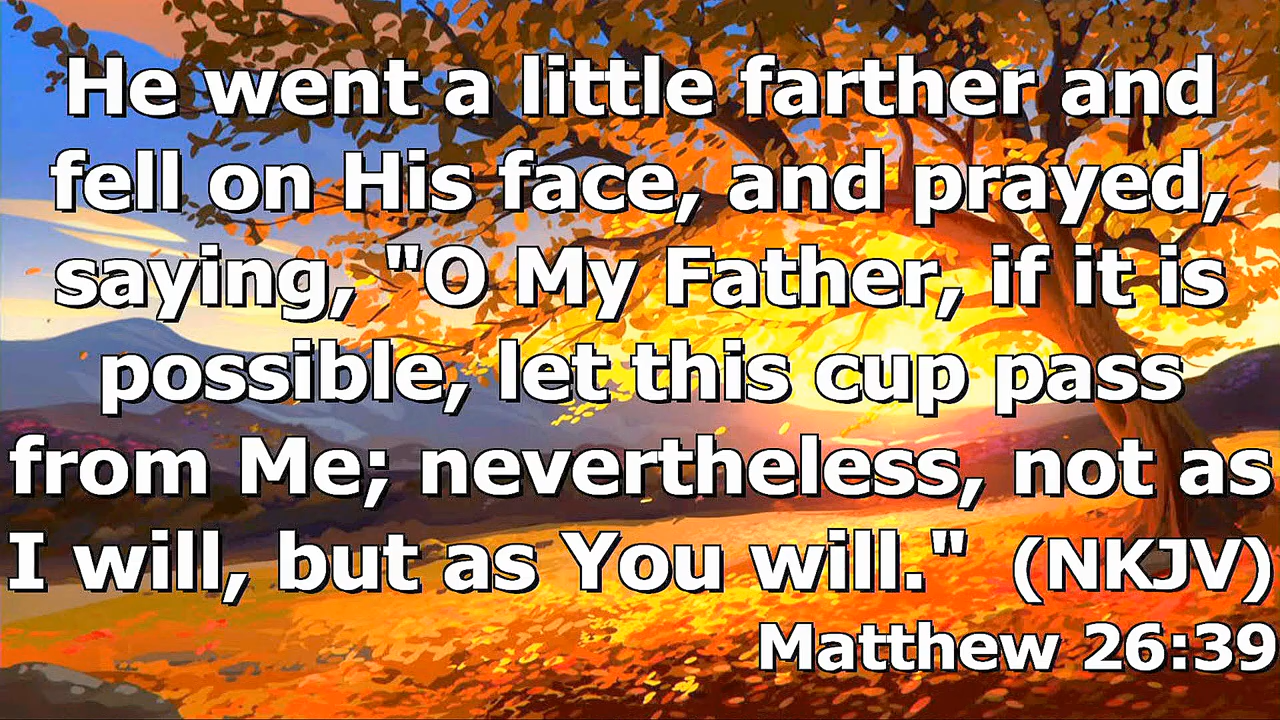 He went a little farther and
fell on His face, and prayed,
saying, "O My Father, if it is
possible, let this cup pass
from Me; nevertheless, not as
I will, but as You will." (NKJV)
Matthew 26:39